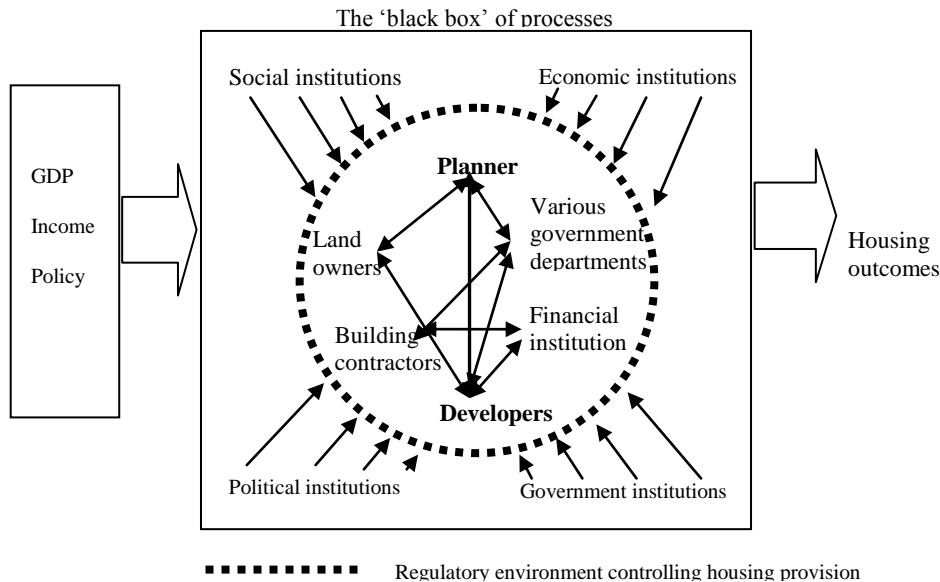 The ‘black box’ of processes
Social institutions
Economic institutions
GDP
Income
Policy
Planner
Various
government
departments
Land
owners
Building
contractors
Financial
institution
Developers
Housing
outcomes
Political institutions
Government institutions
Regulatory environment controlling housing provision